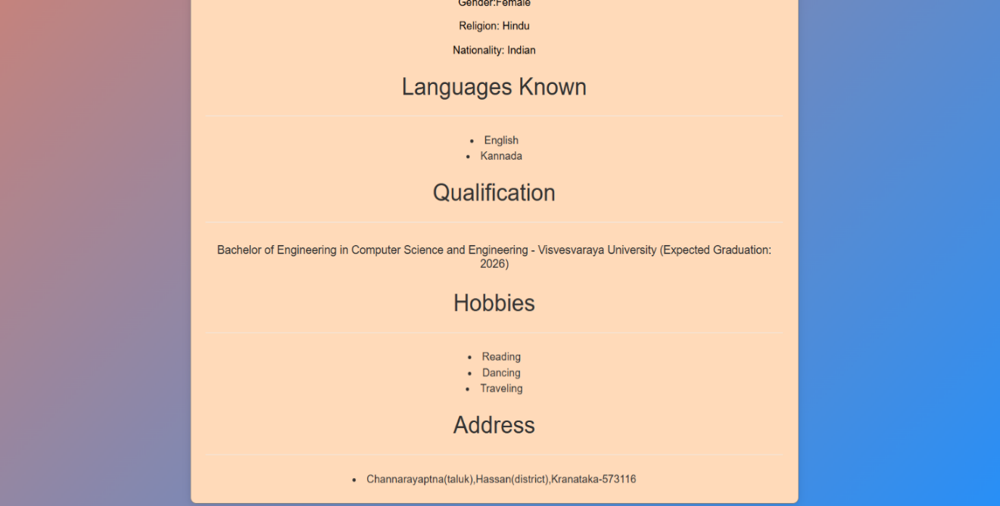 Gender:Female
Religion: Hindu
Nationality: Indian
Languages Known
• English
• Kannada
Qualification
Bachelor of Engineering in Computer Science and Engineering - Visvesvaraya University (Expected Graduation:
2026)
Hobbies
• Reading
• Dancing
• Traveling
Address
• Channarayaptna(taluk),Hassan(district),Kranataka-573116